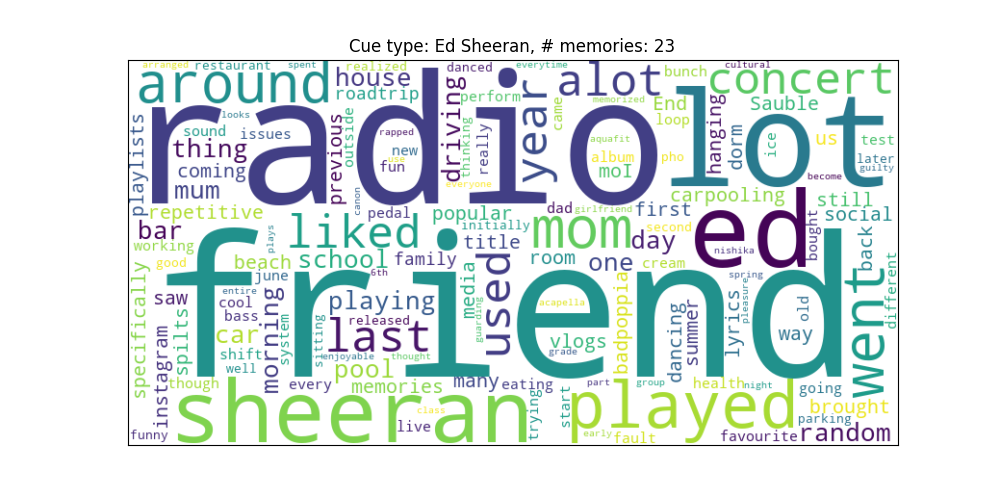 Cue type: Ed Sheeran, # memories: 23
arranged restaurant spent realized danced everytime alot bunch cultural concert
around house roadtrip perform memorized End Sauble
radio lot
looks sound issues rapped new use fun driving thinking really year came aquafit album pho moI loop hanging dorm ice us test later guilty become
playlists thing coming mum previous outside everyone canon
repetitive pedal popular dad girlfriend first carpooling still social
bar liked mom ed initially second day bought back
working plays school family title room one cream nishika
good beach 6th media used acapella spring different
friend
specifically saw june entire cool bass morning system sitting playing released last guarding vlogs badpoppia dancing summer lyrics pleasure old way went
instagram spilts car shift well enjoyable thought grade
though pool memories many eating part group health night going
every sheeran class live trying start played brought parking
funny early fault favourite random